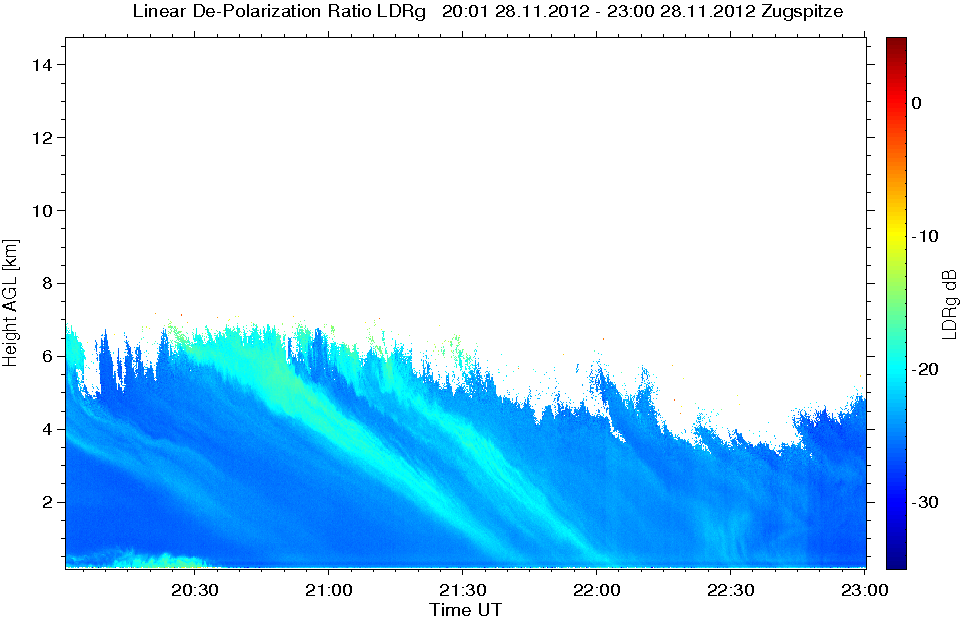 Linear De-Polarization Ratio LDRg 20:01 28.11.2012 - 23:00 28.11.2012 Zugspitze
Height AGL [km]
14
12
10
8
6
4
2
20:30 21:00 21:30 22:00 22:30 23:00
Time UT
0
-10
-20
-30
LDRg dB